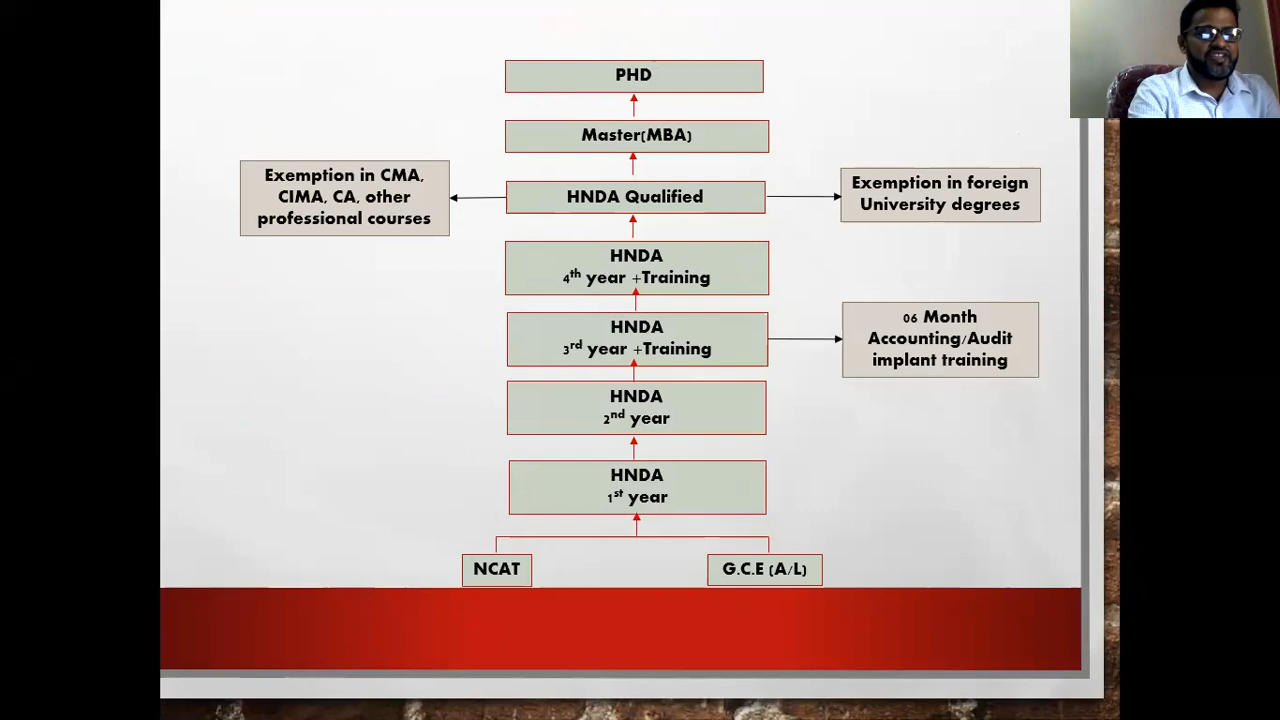 PHD
Master(MBA)
Exemption in CMA,
CIMA, CA, other
professional courses
HNDA Qualified
Exemption in foreign
University degrees
HNDA
4th year +Training
HNDA
3rd year +Training
06 Month
Accounting/Audit
implant training
HNDA
2nd year
HNDA
1st year
NCAT
G.C.E (A/L)